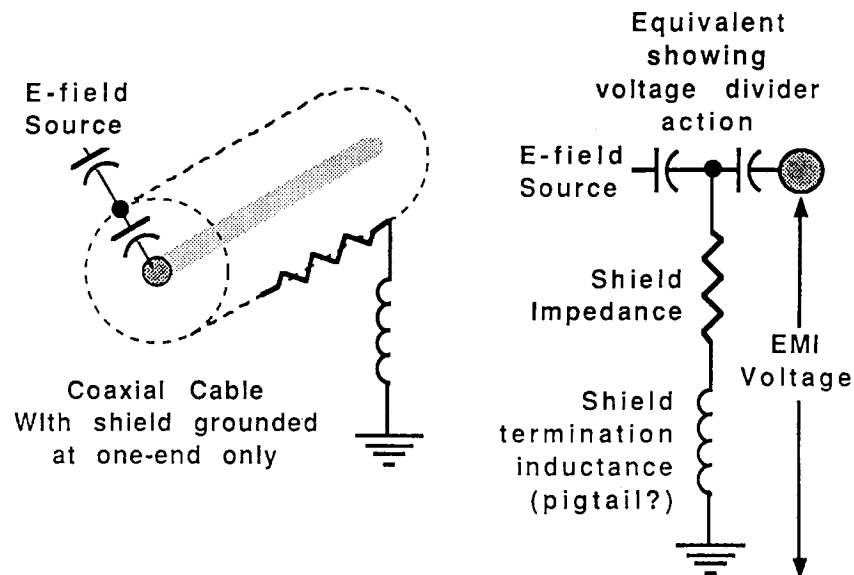 E-field
Source
Coaxial Cable
WIth shield grounded
at one-end only
Equivalent
showing
voltage divider
action
E-field
Source
Shield
Impedance
EMI
Voltage
Shield
termination
inductance
(pigtail?)